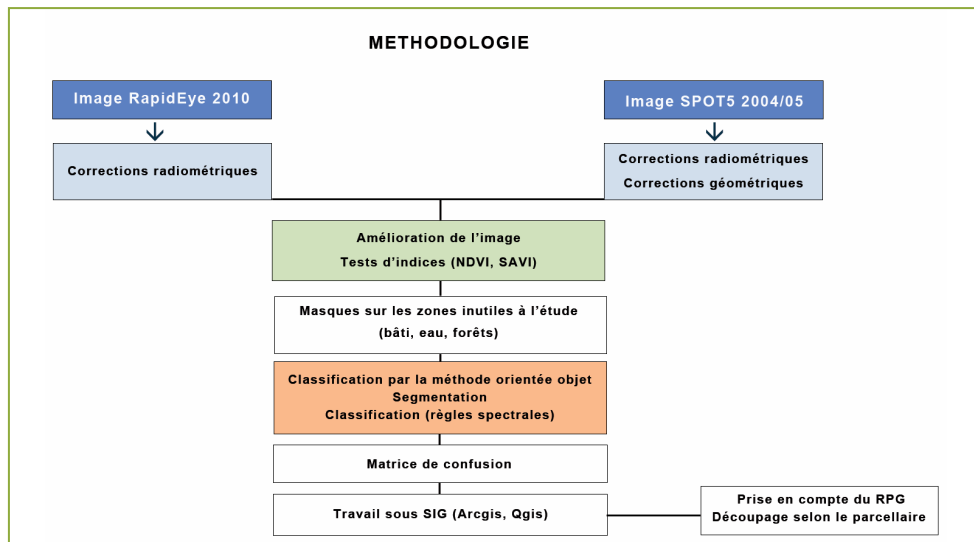 METHODOLOGIE
Image RapidEye 2010
Image SPOT5 2004/05
Corrections radiométriques
Corrections radiométriques
Corrections géométriques
Amélioration de l'image
Tests d'indices (NDVI, SAVI)
Masques sur les zones inutiles à l'étude
(bâti, eau, forêts)
Classification par la méthode orientée objet
Segmentation
Classification (règles spectrales)
Matrice de confusion
Travail sous SIG (Arcgis, Qgis)
Prise en compte du RPG
Découpage selon le parcellaire